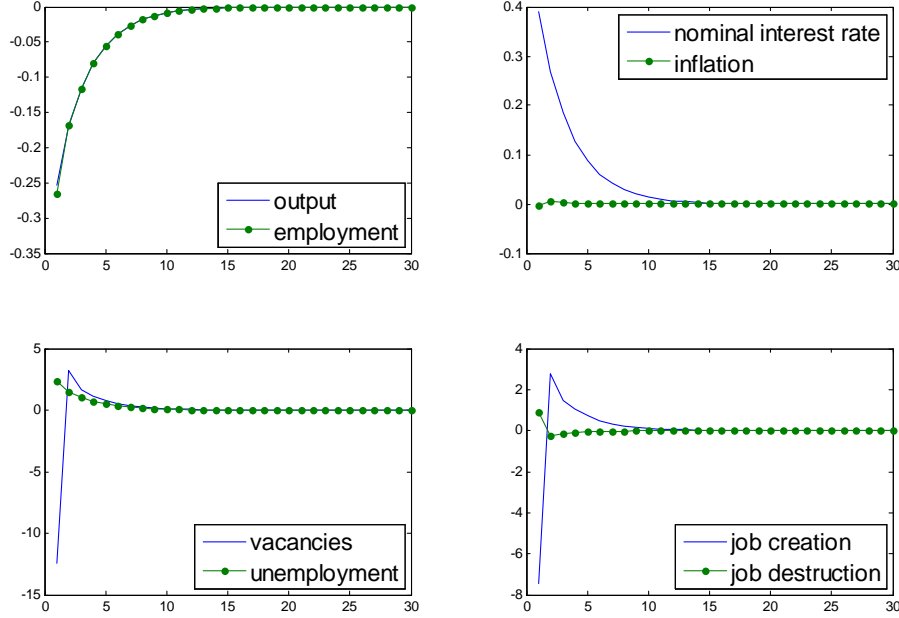 0
-0.05
-0.1
-0.15
-0.2
-0.25
-0.3
-0.35
0 5 10 15 20 25 30
output
employment
0.4
0.3
0.2
0.1
0
-0.1
0 5 10 15 20 25 30
nominal interest rate
inflation
5
0
-5
-10
-15
0 5 10 15 20 25 30
vacancies
unemployment
4
2
0
-2
-4
-6
-8
0 5 10 15 20 25 30
job creation
job destruction